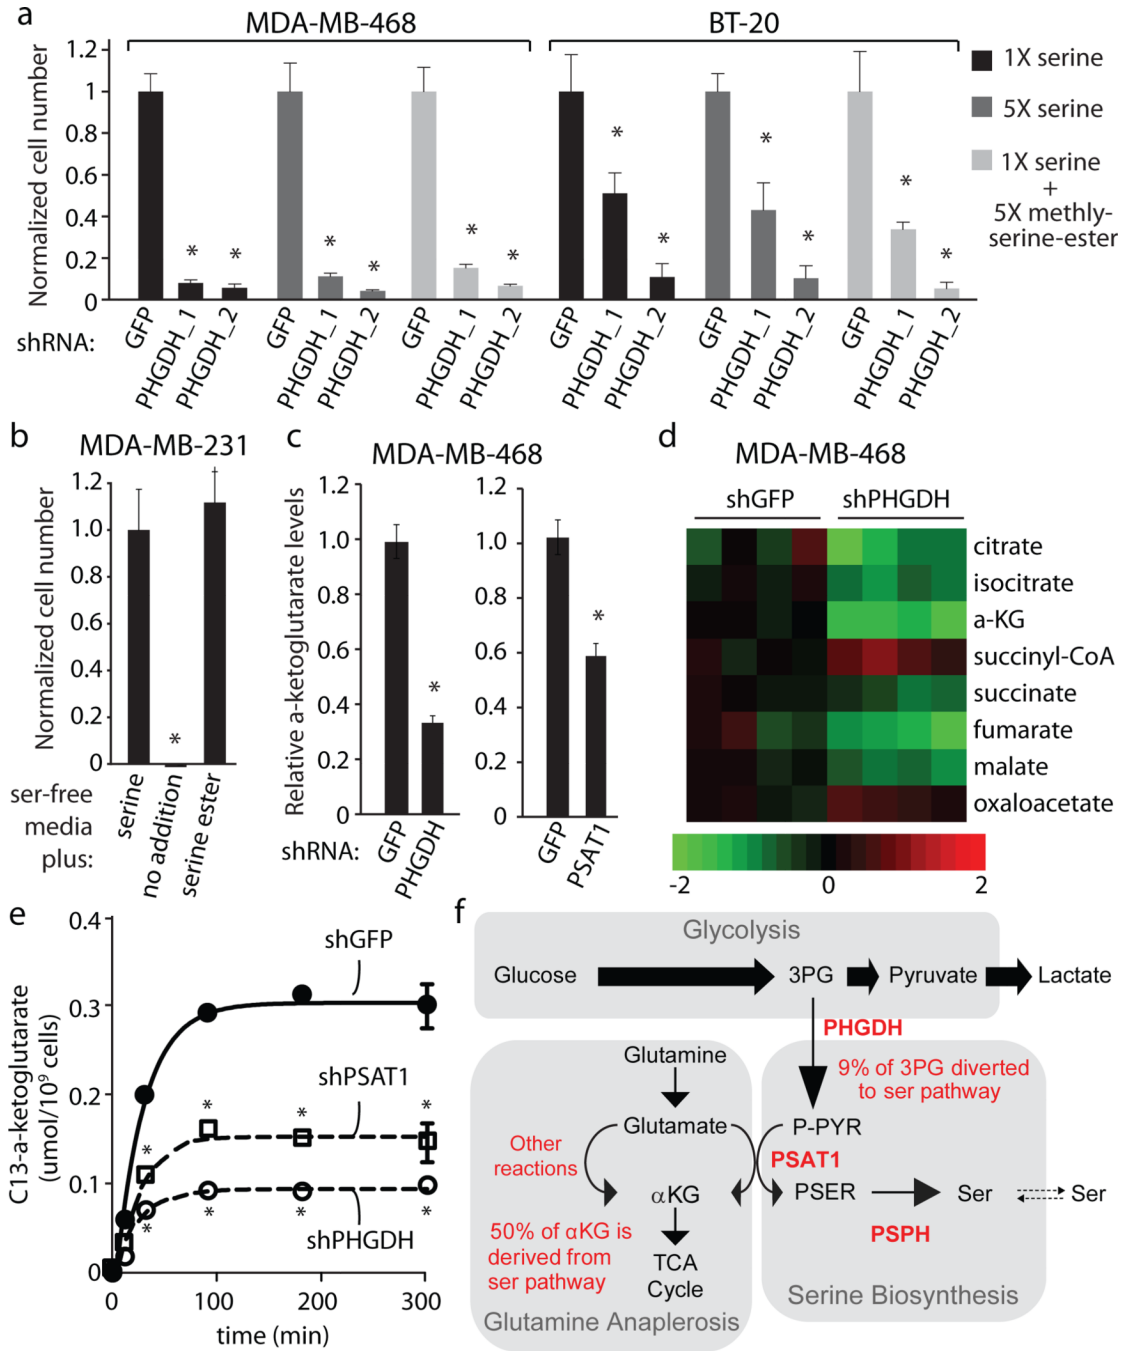 a
MDA-MB-468
BT-20
Normalized cell number
1.2
1
0.8
0.6
0.4
0.2
0
* * * * * *
* * * * * *
shRNA:
GFP
PHGDH_1
PHGDH_2
GFP
PHGDH_1
PHGDH_2
GFP
PHGDH_1
PHGDH_2
GFP
PHGDH_1
PHGDH_2
GFP
PHGDH_1
PHGDH_2
GFP
PHGDH_1
PHGDH_2
1X serine
5X serine
1X serine
+
5X methly-
serine-ester
b
MDA-MB-231
Normalized cell number
1.2
1.0
0.8
0.6
0.4
0.2
0
*
ser-free
media
plus:
serine
no addition
serine ester
c
MDA-MB-468
Relative a-ketoglutarate levels
1.2
1.0
0.8
0.6
0.4
0.2
0
*
1.2
1.0
0.8
0.6
0.4
0.2
0
*
shRNA:
GFP
PHGDH
GFP
PSAT1
d
MDA-MB-468
shGFP
shPHGDH
citrate
isocitrate
a-KG
succinyl-CoA
succinate
fumarate
malate
oxaloacetate
-2
0
2
e
C13-a-ketoglutarate
(umol/10⁹ cells)
0.4
0.3
0.2
0.1
0
shGFP
shPSAT1
* * * *
* * * *
shPHGDH
0
100
200
300
time (min)
f
Glycolysis
Glucose
3PG
Pyruvate
Lactate
PHGDH
9% of 3PG diverted
to ser pathway
Glutamine
Glutamate
P-PYR
Other
reactions
PSAT1
αKG
PSER
Ser
Ser
PSPH
50% of αKG is
derived from
ser pathway
TCA
Cycle
Glutamine Anaplerosis
Serine Biosynthesis